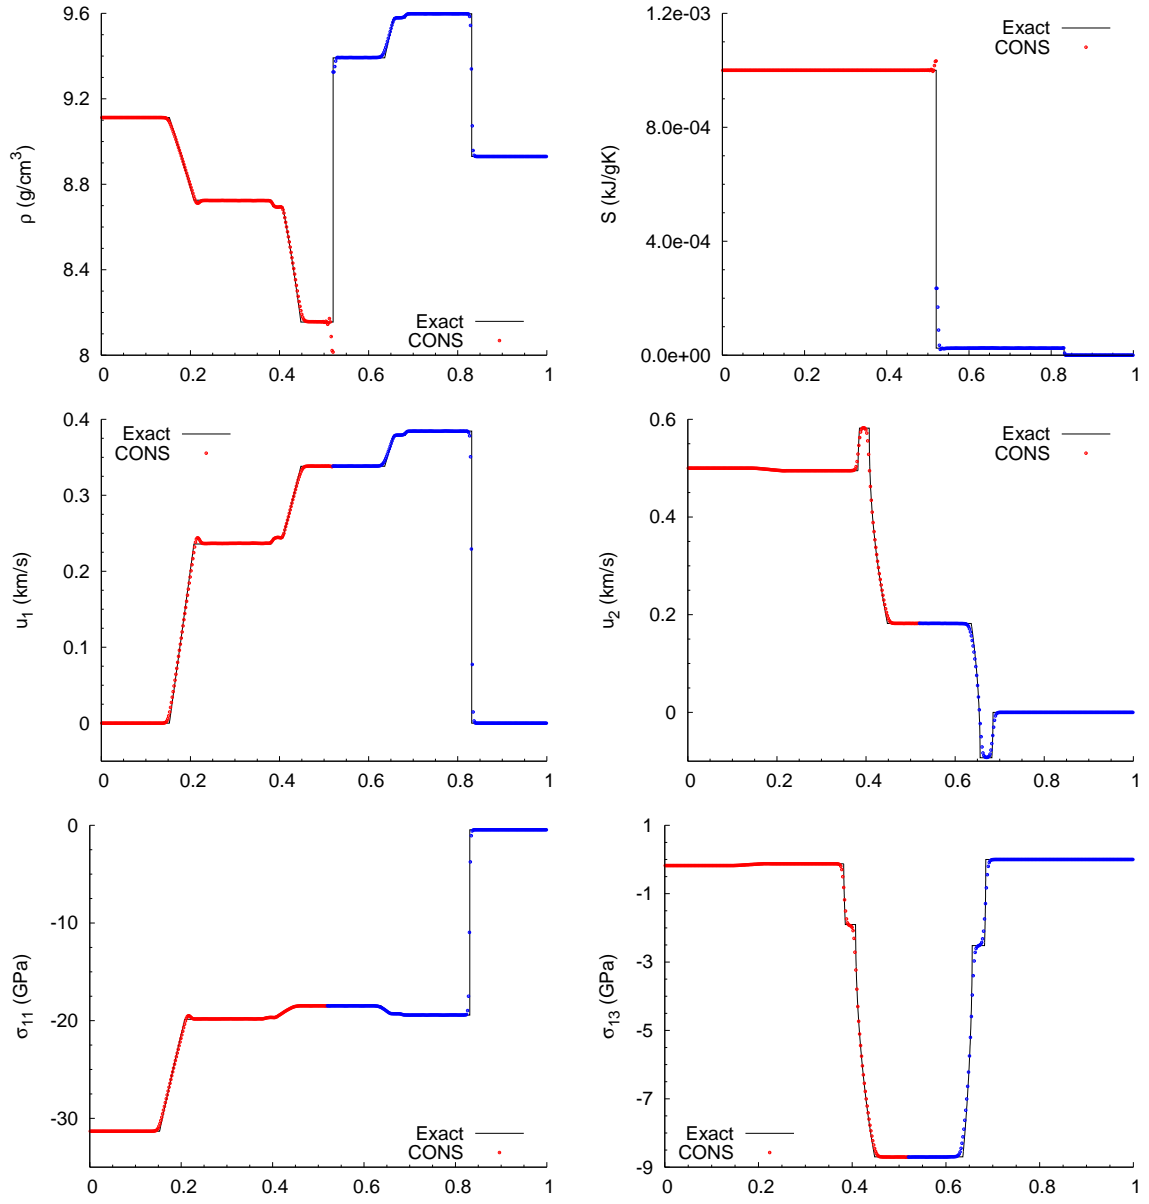 9.6
9.2
8.8
8.4
8
ρ (g/cm³)
Exact
CONS
0 0.2 0.4 0.6 0.8 1
1.2e-03
8.0e-04
4.0e-04
0.0e+00
S (kJ/gK)
Exact
CONS
0 0.2 0.4 0.6 0.8 1
0.4
0.3
0.2
0.1
0
u₁ (km/s)
Exact
CONS
0 0.2 0.4 0.6 0.8 1
0.6
0.4
0.2
0
u₂ (km/s)
Exact
CONS
0 0.2 0.4 0.6 0.8 1
0
-10
-20
-30
σ₁₁ (GPa)
Exact
CONS
0 0.2 0.4 0.6 0.8 1
1
-1
-3
-5
-7
-9
σ₁₃ (GPa)
Exact
CONS
0 0.2 0.4 0.6 0.8 1